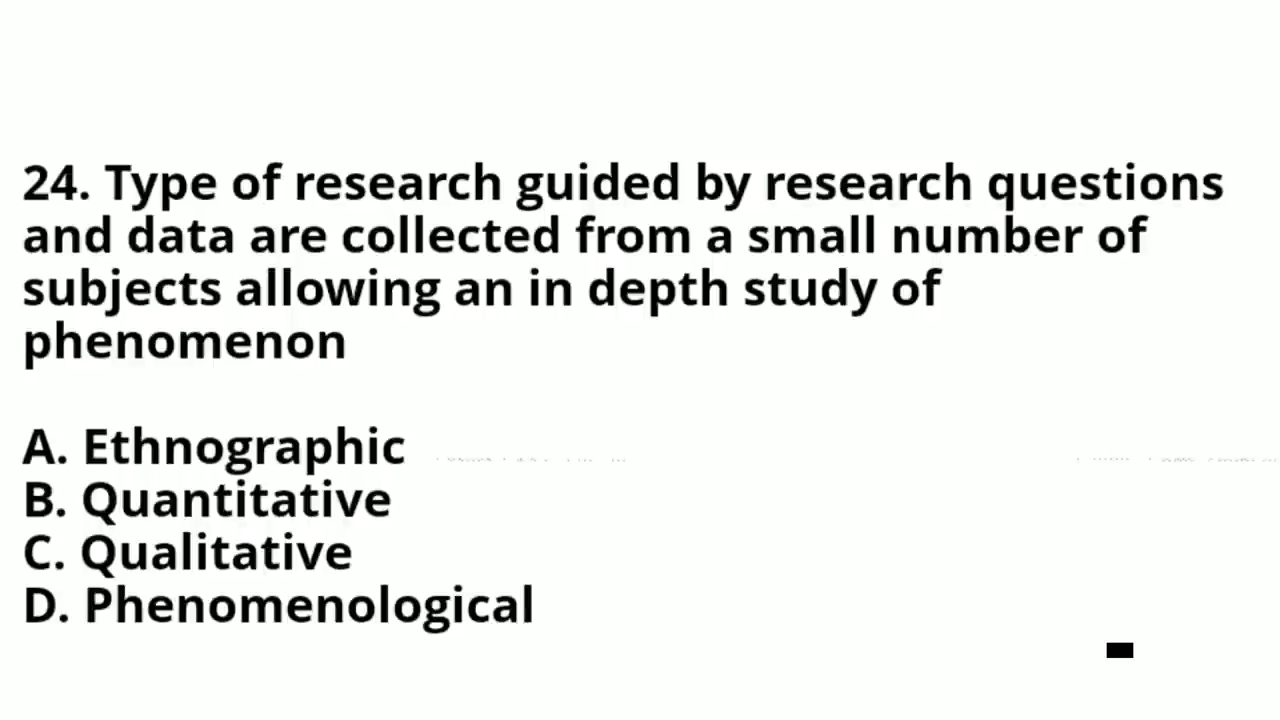 24. Type of research guided by research questions
and data are collected from a small number of
subjects allowing an in depth study of
phenomenon
A. Ethnographic
B. Quantitative
C. Qualitative
D. Phenomenological